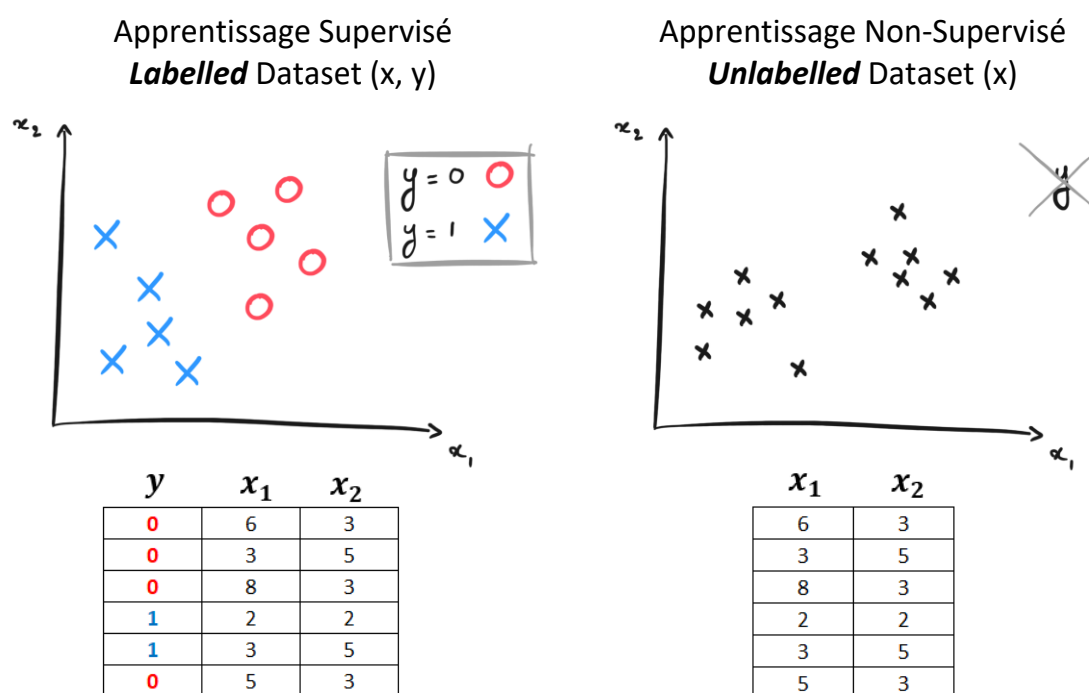 Apprentissage Supervisé
Labelled Dataset (x, y)
x₂
y = 0
y = 1
x₁
y x₁ x₂
0 6 3
0 3 5
0 8 3
1 2 2
1 3 5
0 5 3
Apprentissage Non-Supervisé
Unlabelled Dataset (x)
x₂
y
x₁
x₁ x₂
6 3
3 5
8 3
2 2
3 5
5 3